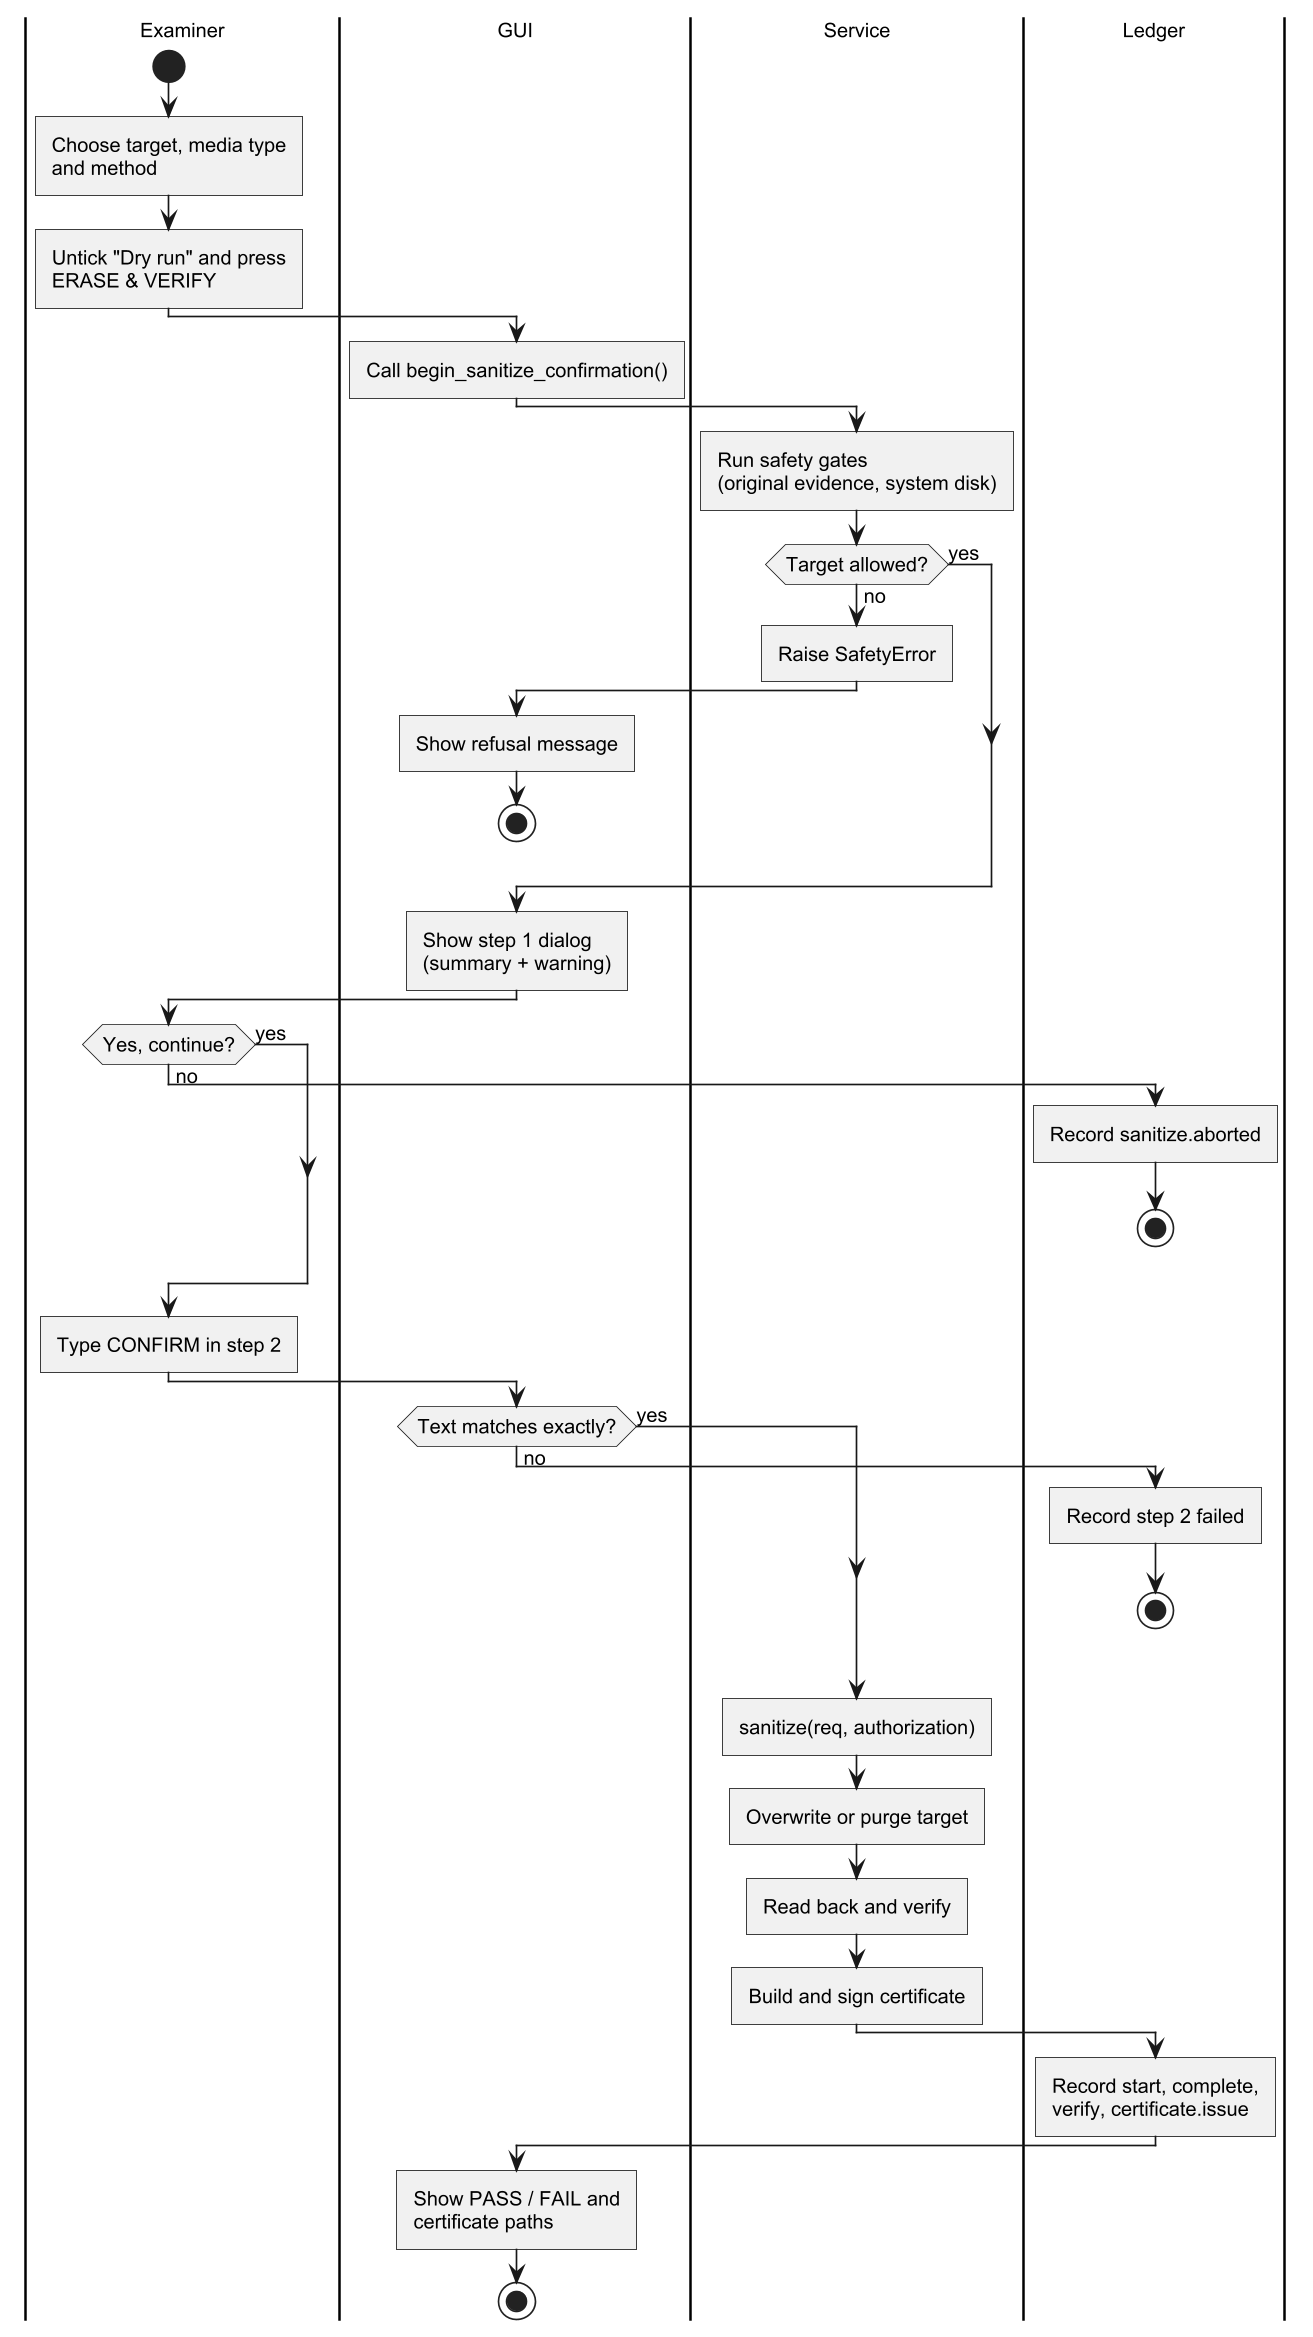 Examiner
GUI
Service
Ledger
Choose target, media type
and method
Untick "Dry run" and press
ERASE & VERIFY
Call begin_sanitize_confirmation()
Run safety gates
(original evidence, system disk)
Target allowed?
yes
no
Raise SafetyError
Show refusal message
Show step 1 dialog
(summary + warning)
Yes, continue?
yes
no
Record sanitize.aborted
Type CONFIRM in step 2
Text matches exactly?
yes
no
Record step 2 failed
sanitize(req, authorization)
Overwrite or purge target
Read back and verify
Build and sign certificate
Record start, complete,
verify, certificate.issue
Show PASS / FAIL and
certificate paths